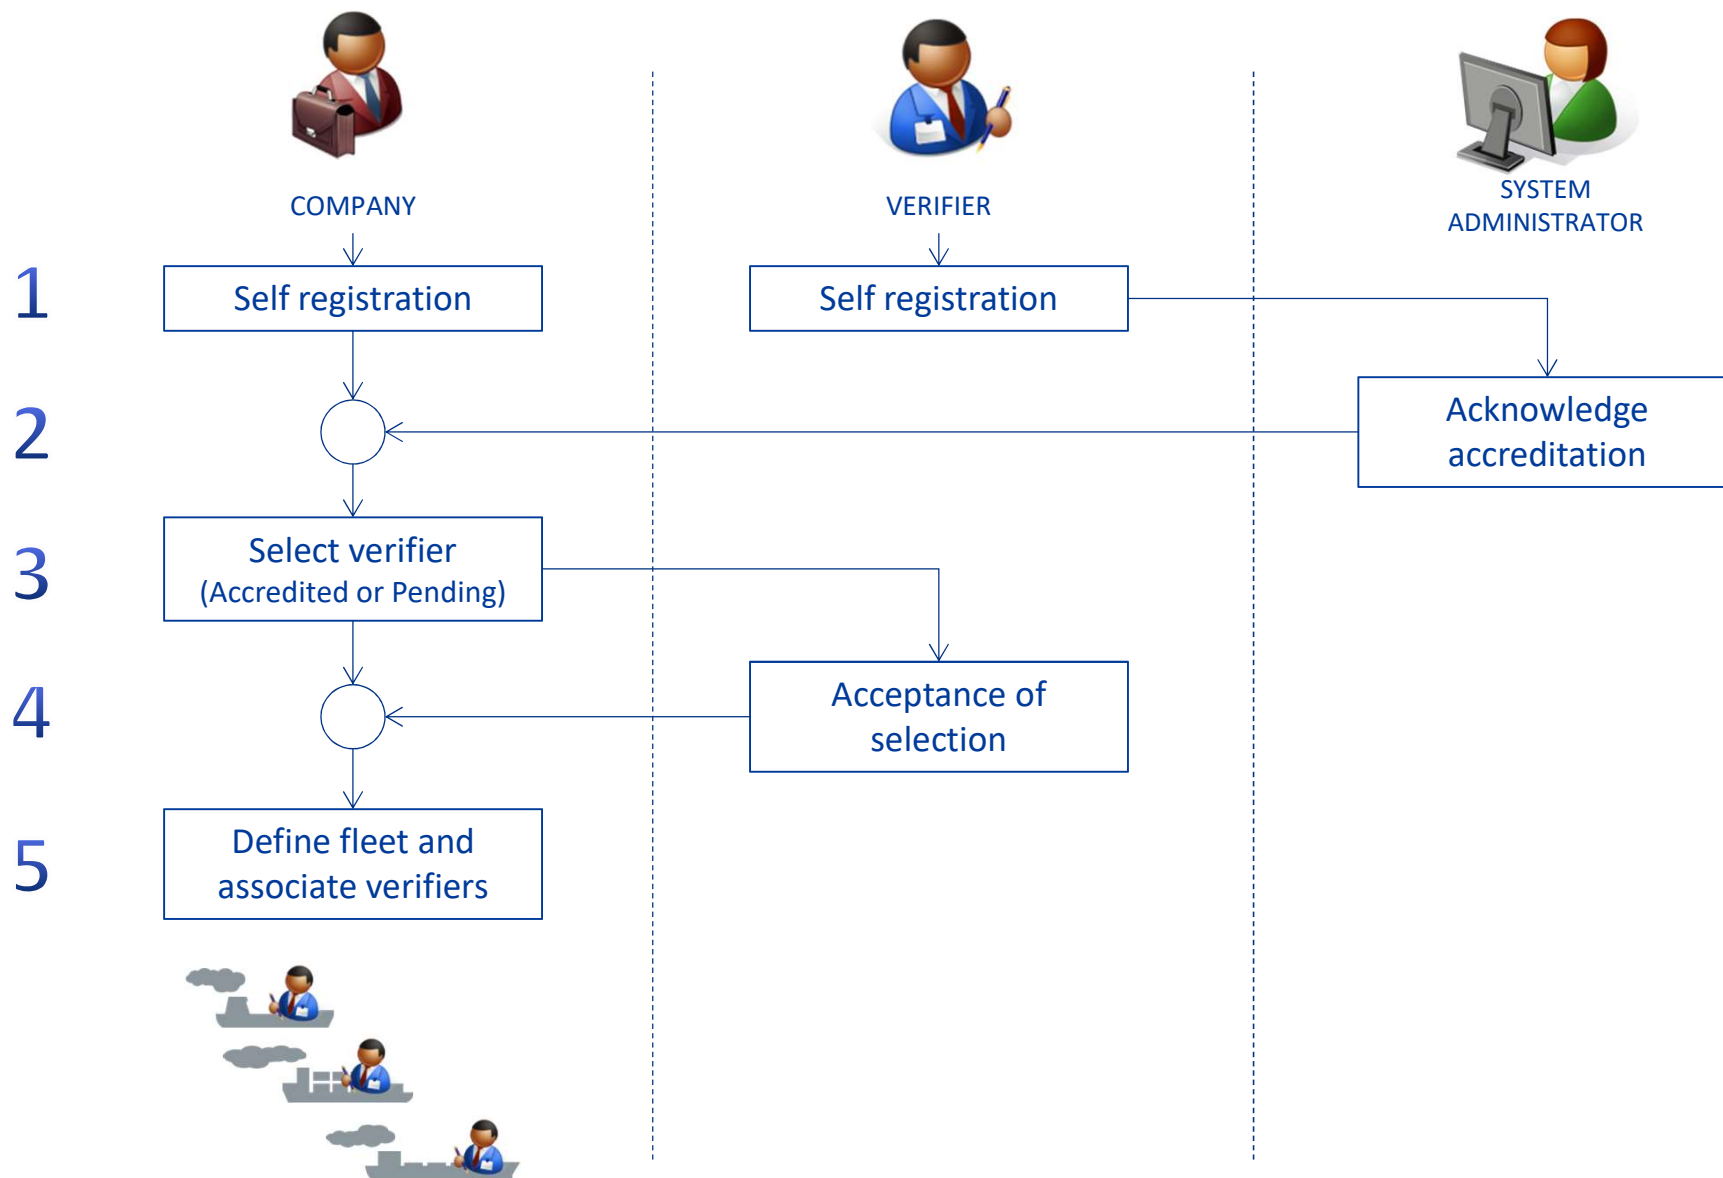 COMPANY
VERIFIER
SYSTEM
ADMINISTRATOR
1
Self registration
Self registration
2
Acknowledge
accreditation
3
Select verifier
(Accredited or Pending)
4
Acceptance of
selection
5
Define fleet and
associate verifiers